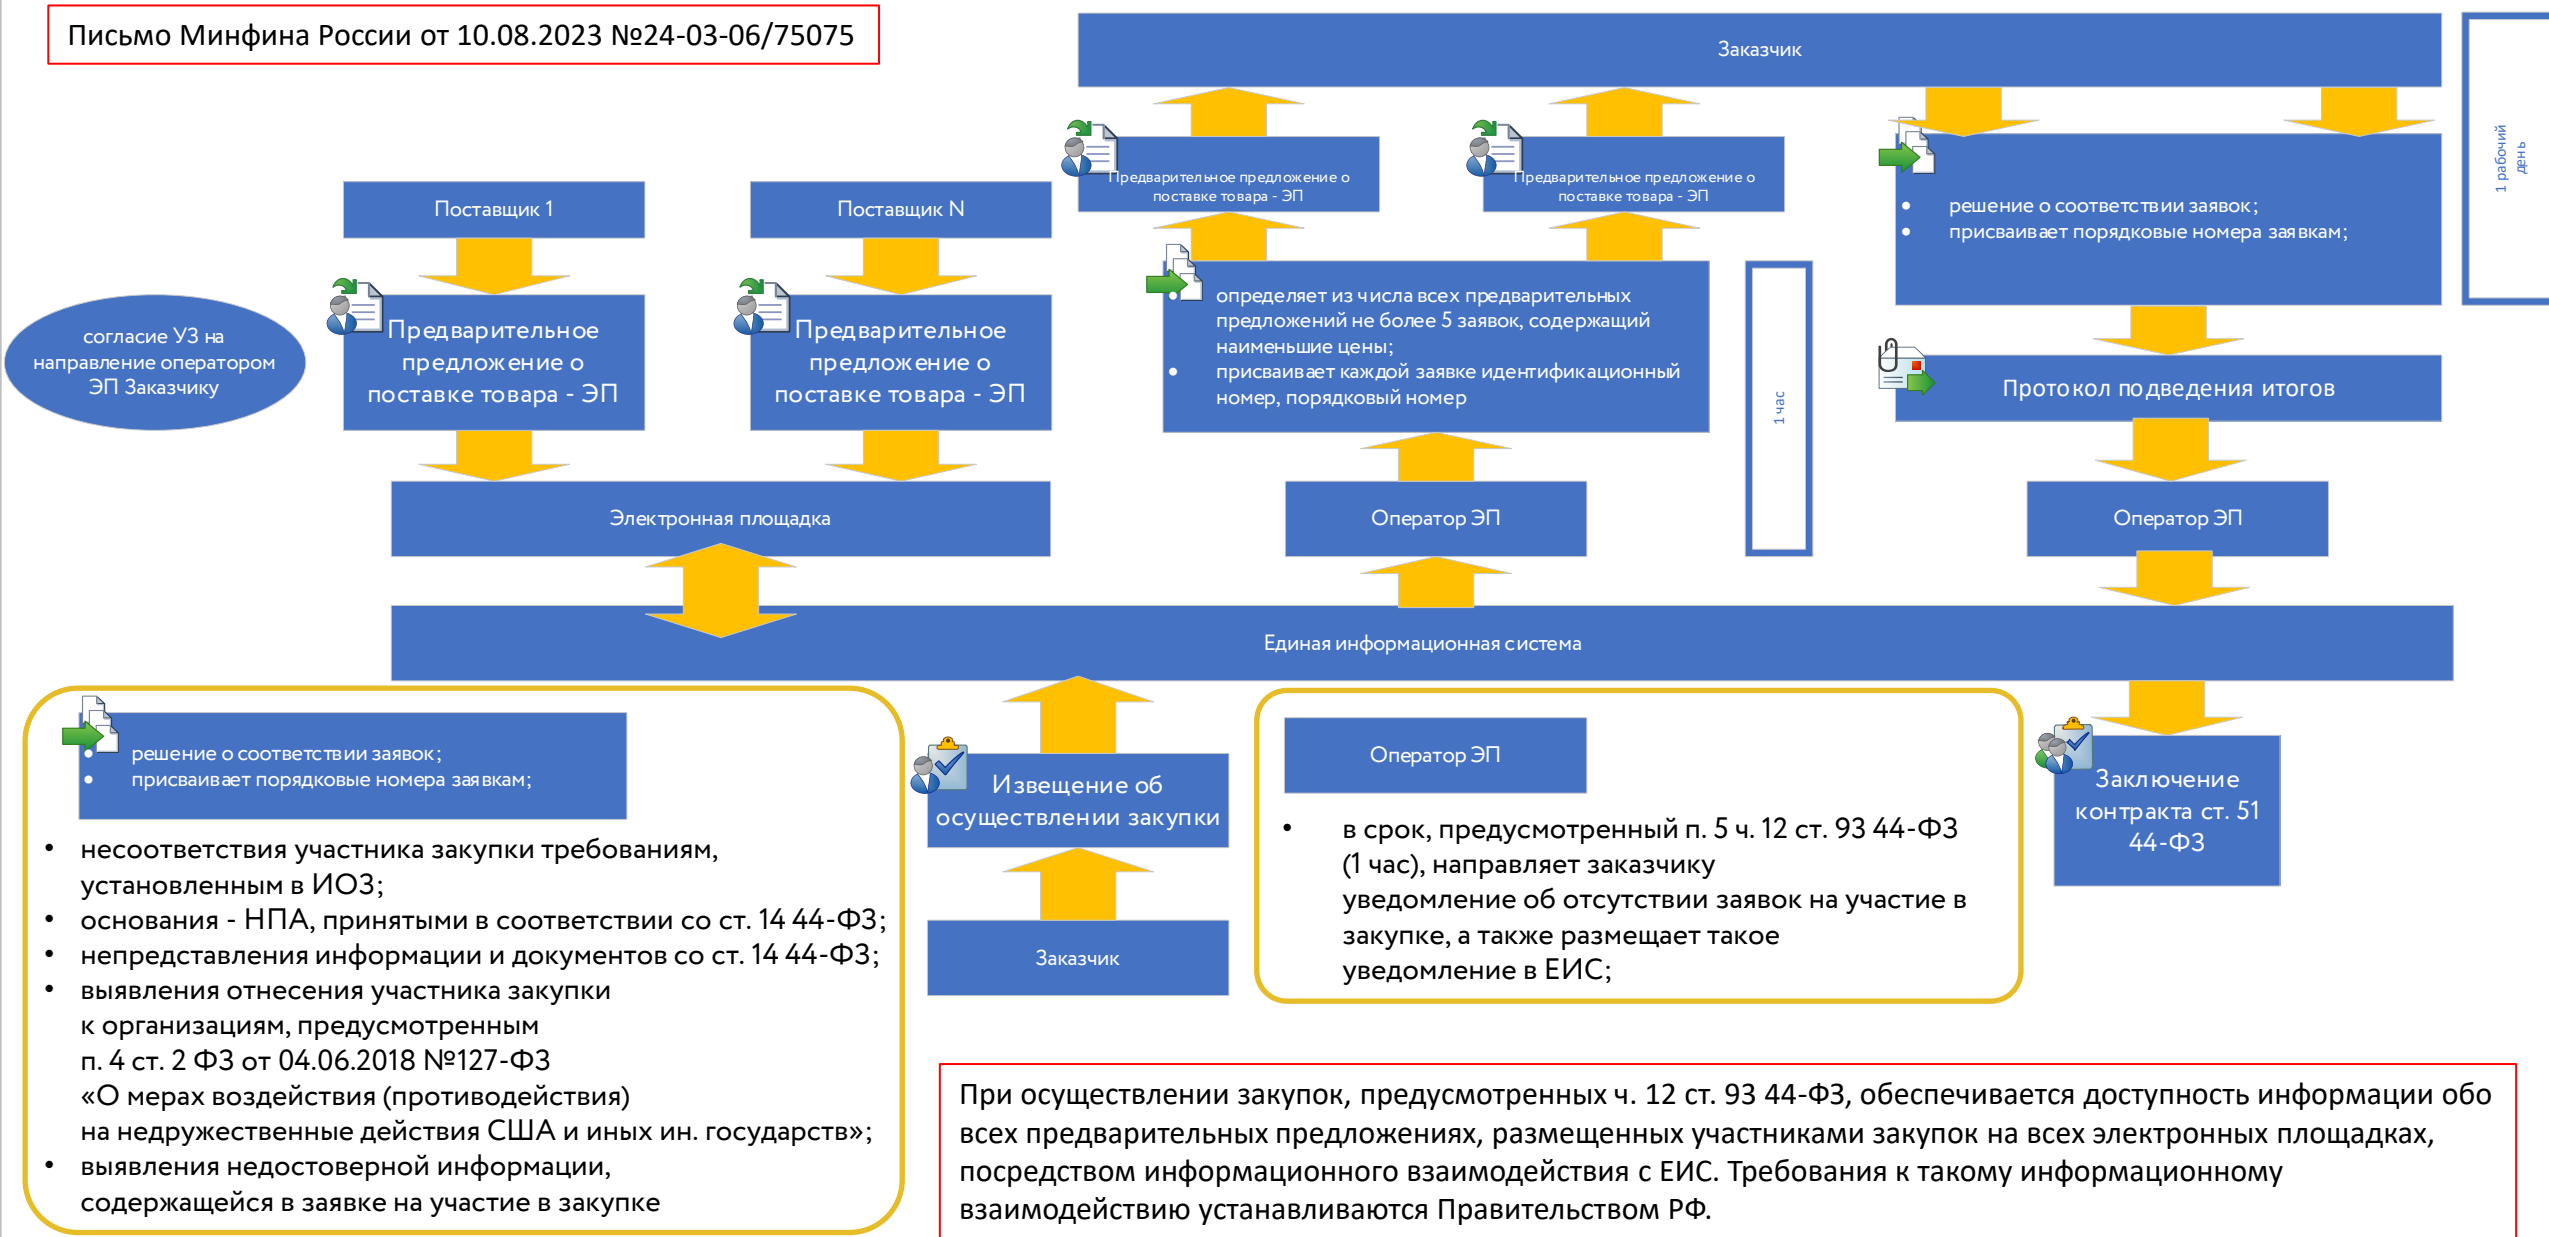 Письмо Минфина России от 10.08.2023 №24-03-06/75075
Заказчик
1 рабочий
день
Предварительное предложение о
поставке товара - ЭП
Предварительное предложение о
поставке товара - ЭП
решение о соответствии заявок;
присваивает порядковые номера заявкам;
Поставщик 1
Поставщик N
согласие УЗ на
направление оператором
ЭП Заказчику
Предварительное
предложение о
поставке товара - ЭП
Предварительное
предложение о
поставке товара - ЭП
определяет из числа всех предварительных
предложений не более 5 заявок, содержащий
наименьшие цены;
присваивает каждой заявке идентификационный
номер, порядковый номер
1 час
Протокол подведения итогов
Электронная площадка
Оператор ЭП
Оператор ЭП
Единая информационная система
решение о соответствии заявок;
присваивает порядковые номера заявкам;
• несоответствия участника закупки требованиям,
установленным в ИОЗ;
• основания - НПА, принятыми в соответствии со ст. 14 44-ФЗ;
• непредставления информации и документов со ст. 14 44-ФЗ;
• выявления отнесения участника закупки
к организациям, предусмотренным
п. 4 ст. 2 ФЗ от 04.06.2018 №127-ФЗ
«О мерах воздействия (противодействия)
на недружественные действия США и иных ин. государств»;
• выявления недостоверной информации,
содержащейся в заявке на участие в закупке
Извещение об
осуществлении закупки
Заказчик
Оператор ЭП
• в срок, предусмотренный п. 5 ч. 12 ст. 93 44-ФЗ
(1 час), направляет заказчику
уведомление об отсутствии заявок на участие в
закупке, а также размещает такое
уведомление в ЕИС;
Заключение
контракта ст. 51
44-ФЗ
При осуществлении закупок, предусмотренных ч. 12 ст. 93 44-ФЗ, обеспечивается доступность информации обо
всех предварительных предложениях, размещенных участниками закупок на всех электронных площадках,
посредством информационного взаимодействия с ЕИС. Требования к такому информационному
взаимодействию устанавливаются Правительством РФ.